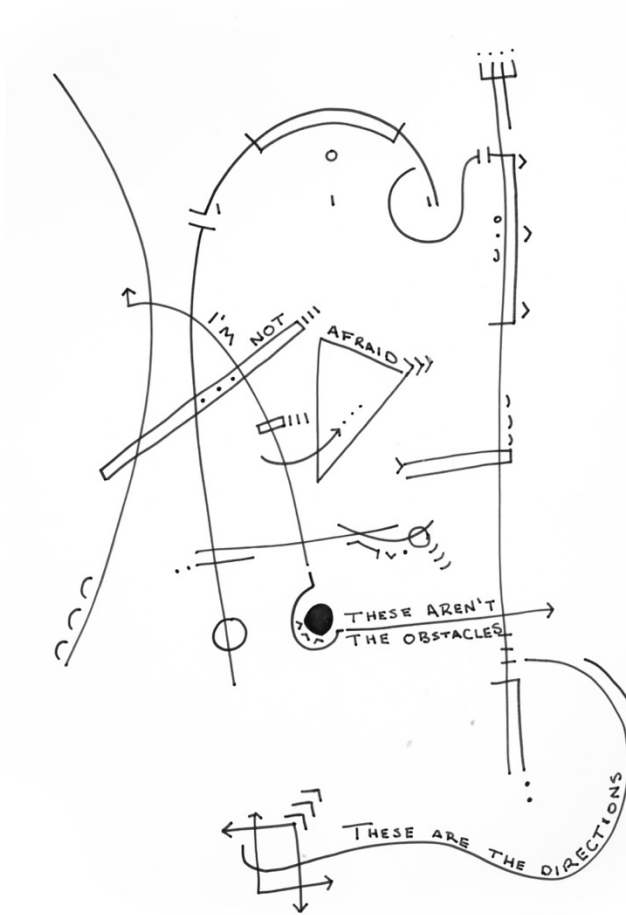 I'M NOT AFRAID
THESE AREN'T
THE OBSTACLES
THESE ARE THE DIRECTIONS